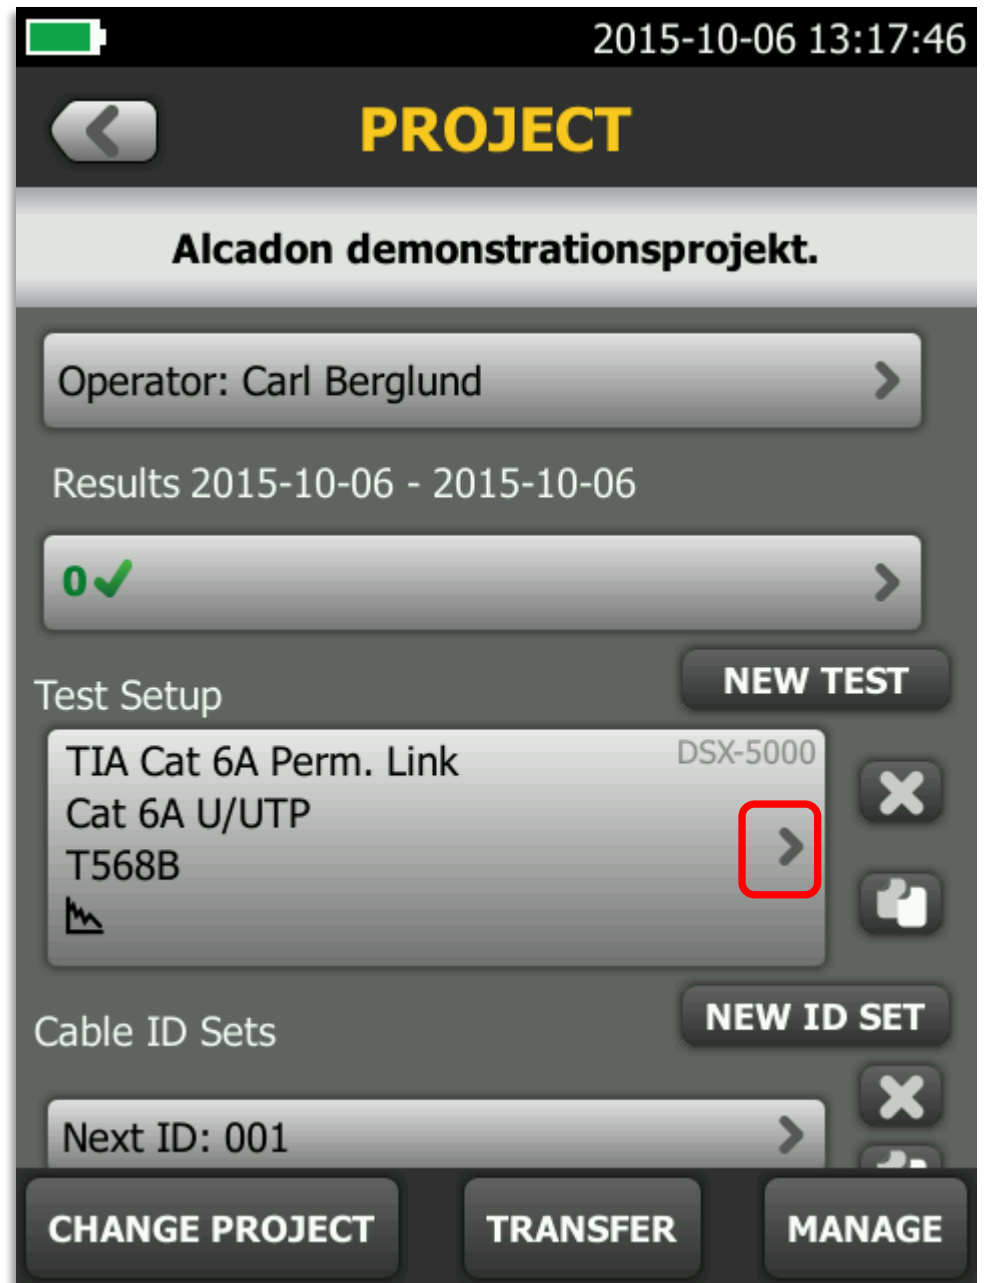 2015-10-06 13:17:46
PROJECT
Alcadon demonstrationsprojekt.
Operator: Carl Berglund
Results 2015-10-06 - 2015-10-06
0
Test Setup
NEW TEST
TIA Cat 6A Perm. Link
DSX-5000
Cat 6A U/UTP
T568B
Cable ID Sets
NEW ID SET
Next ID: 001
CHANGE PROJECT
TRANSFER
MANAGE